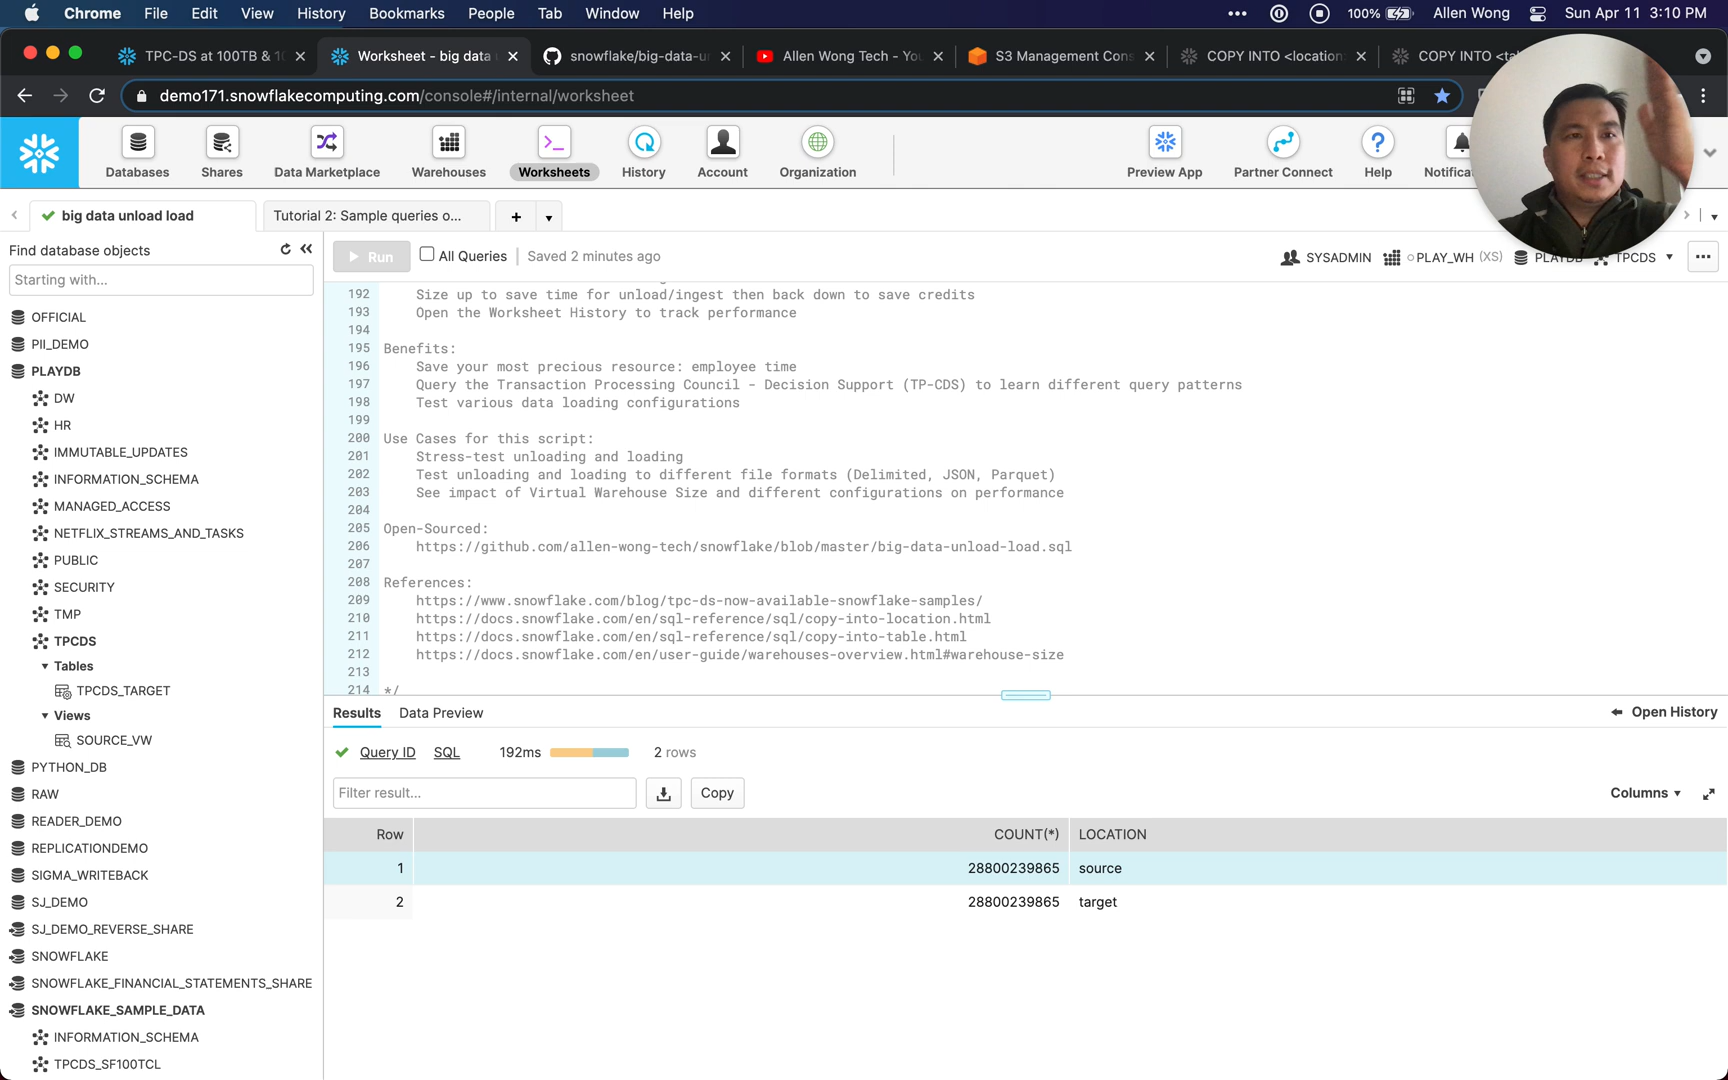 Chrome File Edit View History Bookmarks People Tab Window Help
100% Allen Wong Sun Apr 11 3:10 PM
TPC-DS at 100TB & 1
Worksheet - big data
snowflake/big-data-u
Allen Wong Tech - Yo
S3 Management Cons
COPY INTO <location
COPY INTO <ta
demo171.snowflakecomputing.com/console#/internal/worksheet
Databases
Shares
Data Marketplace
Warehouses
Worksheets
History
Account
Organization
Preview App
Partner Connect
Help
Notifica
big data unload load
Tutorial 2: Sample queries o...
Find database objects
Starting with...
OFFICIAL
PII_DEMO
PLAYDB
DW
HR
IMMUTABLE_UPDATES
INFORMATION_SCHEMA
MANAGED_ACCESS
NETFLIX_STREAMS_AND_TASKS
PUBLIC
SECURITY
TMP
TPCDS
Tables
TPCDS_TARGET
Views
SOURCE_VW
PYTHON_DB
RAW
READER_DEMO
REPLICATIONDEMO
SIGMA_WRITEBACK
SJ_DEMO
SJ_DEMO_REVERSE_SHARE
SNOWFLAKE
SNOWFLAKE_FINANCIAL_STATEMENTS_SHARE
SNOWFLAKE_SAMPLE_DATA
INFORMATION_SCHEMA
TPCDS_SF100TCL
Run All Queries Saved 2 minutes ago
SYSADMIN PLAY_WH (XS) PLAYDB TPCDS
192 Size up to save time for unload/ingest then back down to save credits
193 Open the Worksheet History to track performance
194
195 Benefits:
196 Save your most precious resource: employee time
197 Query the Transaction Processing Council - Decision Support (TP-CDS) to learn different query patterns
198 Test various data loading configurations
199
200 Use Cases for this script:
201 Stress-test unloading and loading
202 Test unloading and loading to different file formats (Delimited, JSON, Parquet)
203 See impact of Virtual Warehouse Size and different configurations on performance
204
205 Open-Sourced:
206 https://github.com/allen-wong-tech/snowflake/blob/master/big-data-unload-load.sql
207
208 References:
209 https://www.snowflake.com/blog/tpc-ds-now-available-snowflake-samples/
210 https://docs.snowflake.com/en/sql-reference/sql/copy-into-location.html
211 https://docs.snowflake.com/en/sql-reference/sql/copy-into-table.html
212 https://docs.snowflake.com/en/user-guide/warehouses-overview.html#warehouse-size
213
214 */
Results Data Preview Open History
Query ID SQL 192ms 2 rows
Filter result... Copy Columns
Row COUNT(*) LOCATION
1 28800239865 source
2 28800239865 target